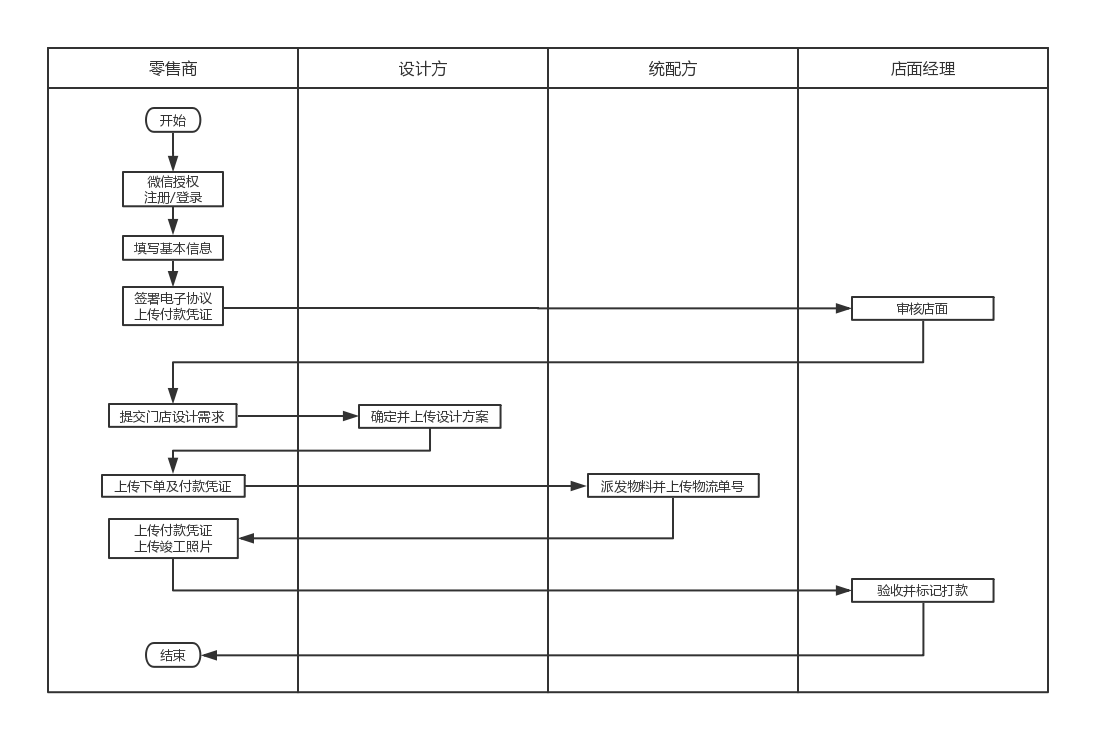 零售商
设计方
统配方
店面经理
开始
微信授权
注册/登录
填写基本信息
签署电子协议
上传付款凭证
审核店面
提交门店设计需求
确定并上传设计方案
上传下单及付款凭证
派发物料并上传物流单号
上传付款凭证
上传竣工照片
验收并标记打款
结束